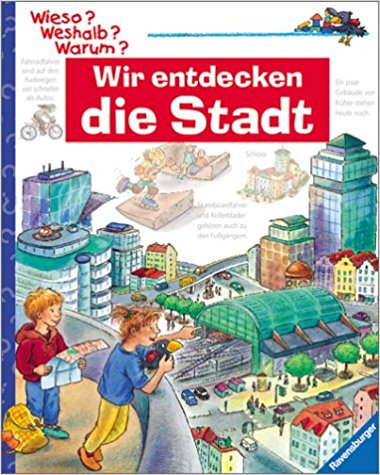 Wieso?
Weshalb?
Warum?
Wir entdecken
die Stadt
Fahrradfahrer
sind auf den
Radwegen
viel schneller
als Autos.
Ein paar
Gebäude von
früher stehen
heute noch.
Schloss
Skateboardfahrer
und Rollerblader
gehören auch zu
den Fußgängern.
Ravensburger